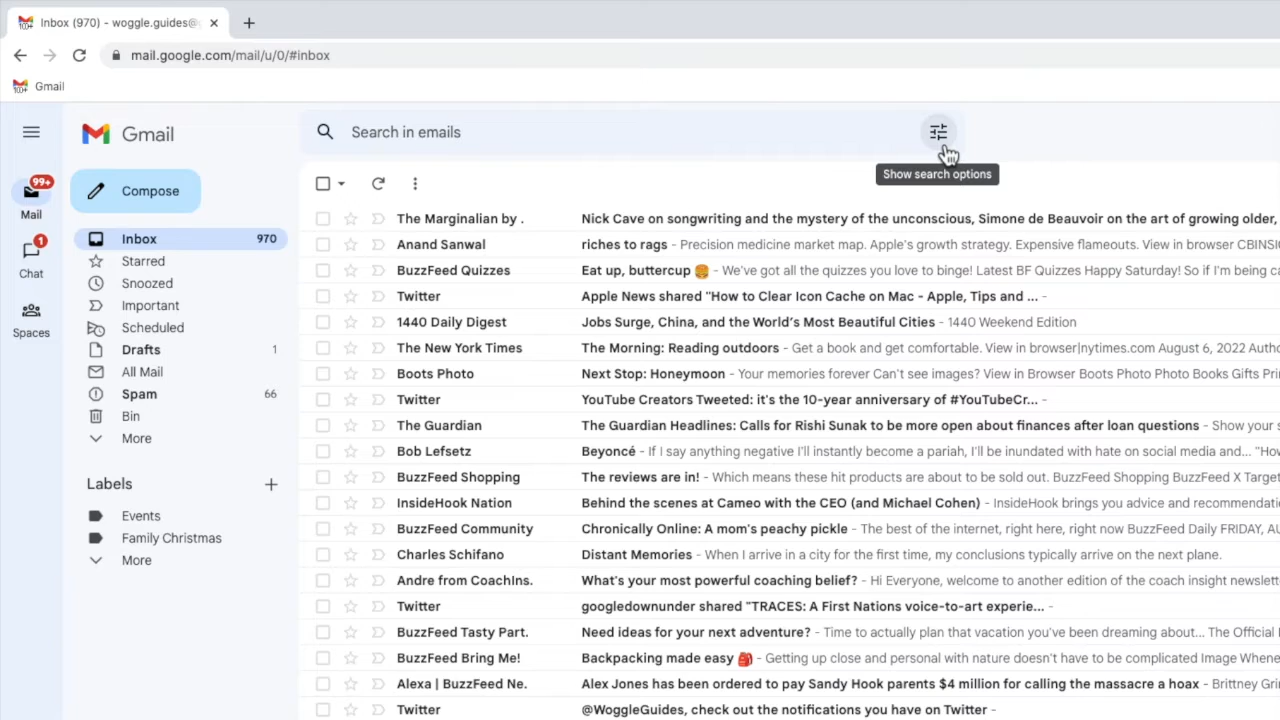 Inbox (970) - woggle.guides@g
mail.google.com/mail/u/0/#inbox
100+ Gmail
Gmail
Search in emails
Show search options
99+
Mail
1
Chat
Spaces
Compose
Inbox 970
Starred
Snoozed
Important
Scheduled
Drafts 1
All Mail
Spam 66
Bin
More
Labels
Events
Family Christmas
More
The Marginalian by . Nick Cave on songwriting and the mystery of the unconscious, Simone de Beauvoir on the art of growing older,
Anand Sanwal riches to rags - Precision medicine market map. Apple's growth strategy. Expensive flameouts. View in browser CBINSI
BuzzFeed Quizzes Eat up, buttercup 🍔 - We've got all the quizzes you love to binge! Latest BF Quizzes Happy Saturday! So if I'm being ca
Twitter Apple News shared "How to Clear Icon Cache on Mac - Apple, Tips and ... -
1440 Daily Digest Jobs Surge, China, and the World's Most Beautiful Cities - 1440 Weekend Edition
The New York Times The Morning: Reading outdoors - Get a book and get comfortable. View in browser|nytimes.com August 6, 2022 Autho
Boots Photo Next Stop: Honeymoon - Your memories forever Can't see images? View in Browser Boots Photo Photo Books Gifts Pri
Twitter YouTube Creators Tweeted: it's the 10-year anniversary of #YouTubeCr... -
The Guardian The Guardian Headlines: Calls for Rishi Sunak to be more open about finances after loan questions - Show your s
Bob Lefsetz Beyoncé - If I say anything negative I'll instantly become a pariah, I'll be inundated with hate on social media and... "Ho
BuzzFeed Shopping The reviews are in! - Which means these hit products are about to be sold out. BuzzFeed Shopping BuzzFeed X Target
InsideHook Nation Behind the scenes at Cameo with the CEO (and Michael Cohen) - InsideHook brings you advice and recommendatio
BuzzFeed Community Chronically Online: A mom's peachy pickle - The best of the internet, right here, right now BuzzFeed Daily FRIDAY, AU
Charles Schifano Distant Memories - When I arrive in a city for the first time, my conclusions typically arrive on the next plane.
Andre from CoachIns. What's your most powerful coaching belief? - Hi Everyone, welcome to another edition of the coach insight newslett
Twitter googledownunder shared "TRACES: A First Nations voice-to-art experie... -
BuzzFeed Tasty Part. Need ideas for your next adventure? - Time to actually plan that vacation you've been dreaming about... The Official
BuzzFeed Bring Me! Backpacking made easy 🎒 - Getting up close and personal with nature doesn't have to be complicated Image Whene
Alexa | BuzzFeed Ne. Alex Jones has been ordered to pay Sandy Hook parents $4 million for calling the massacre a hoax - Brittney Gri
Twitter @WoggleGuides, check out the notifications you have on Twitter -